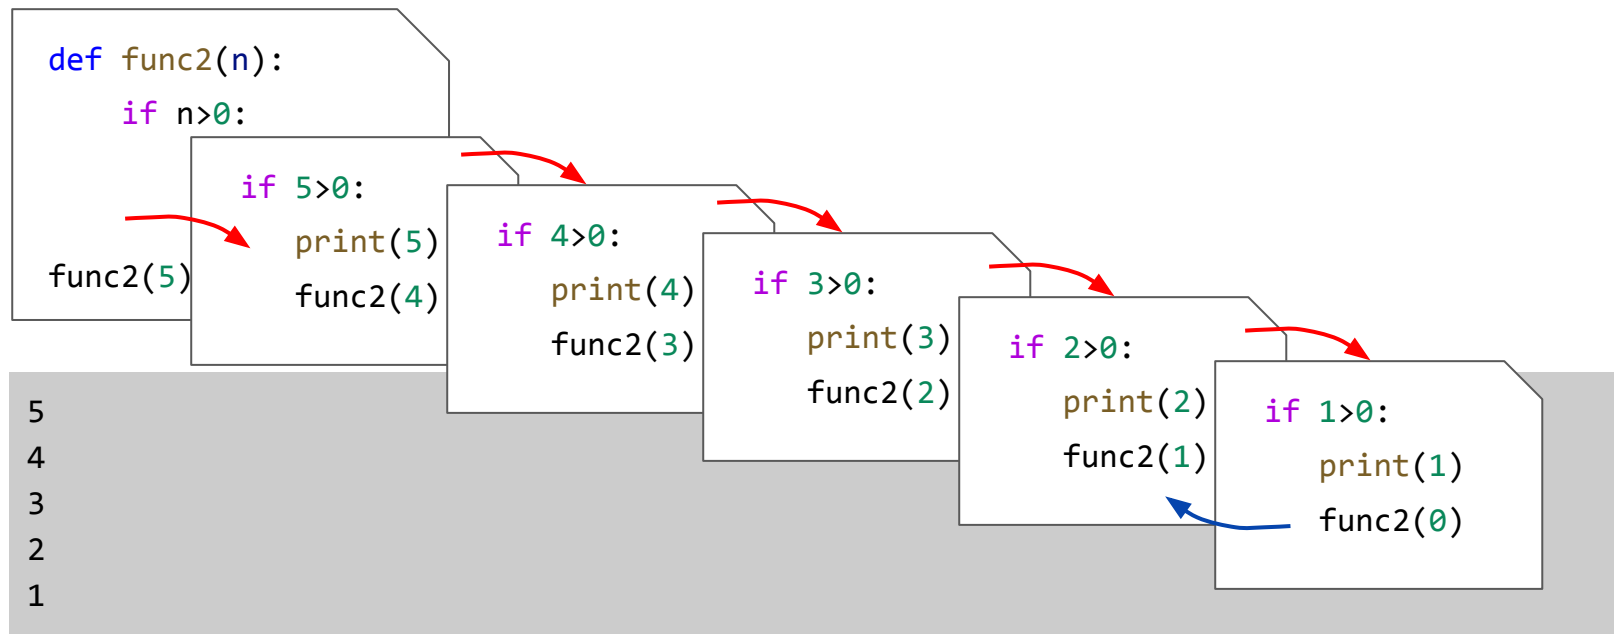 def func2(n):
    if n>0:
func2(5)
if 5>0:
    print(5)
    func2(4)
if 4>0:
    print(4)
    func2(3)
if 3>0:
    print(3)
    func2(2)
if 2>0:
    print(2)
    func2(1)
if 1>0:
    print(1)
    func2(0)
5
4
3
2
1